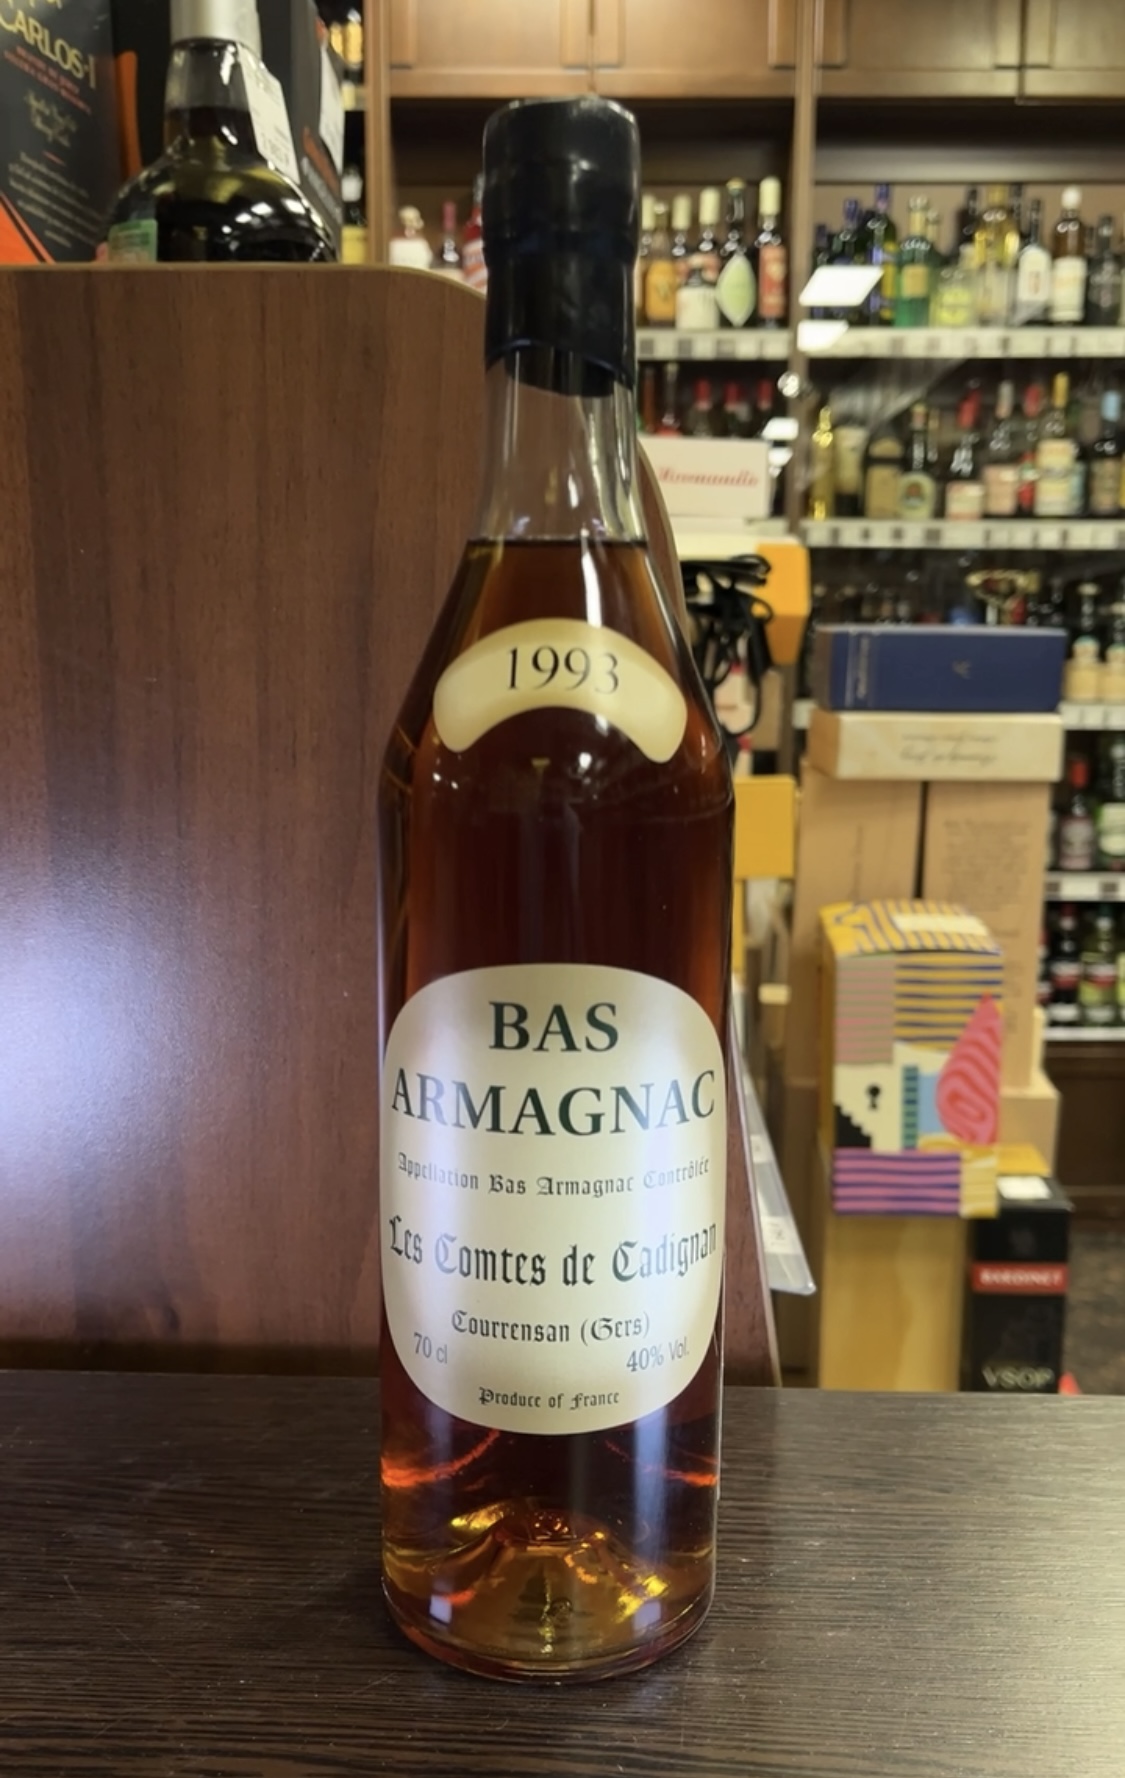 CARLOS·I
1993
BAS
ARMAGNAC
Appellation Bas Armagnac Contrôlée
Les Comtes de Cadignan
Courrensan (Gers)
70 cl
40% Vol.
Produce of France
BARDINET
VSOP